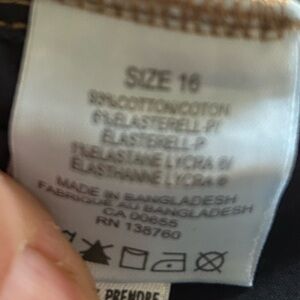 SIZE 16
93%COTTON/COTON
6%ELASTERELL-P/
ELASTERELL-P
1%ELASTANE LYCRA ®/
ELASTHANNE LYCRA ®
MADE IN BANGLADESH
FABRIQUE AU BANGLADESH
CA 00655
RN 138760
PRENDRE